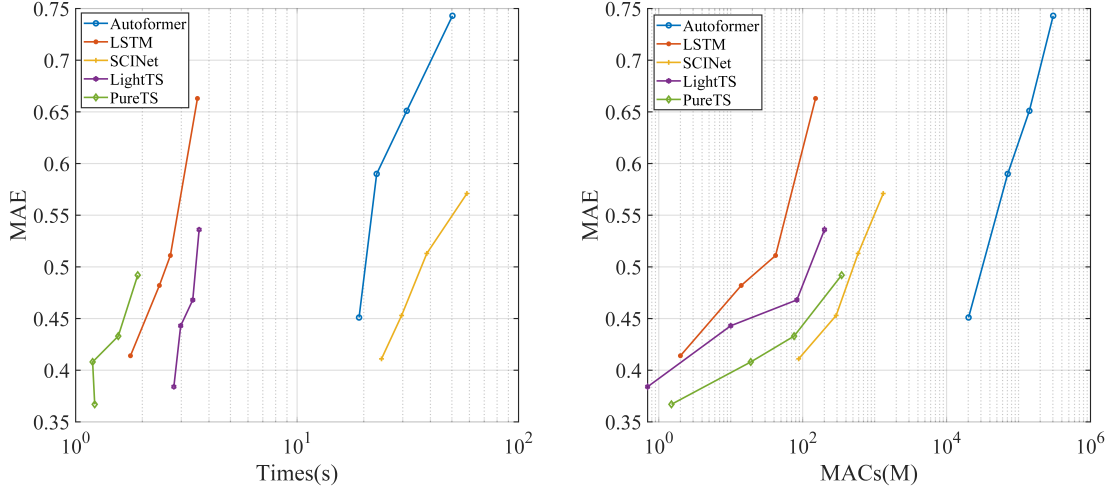 0.75
0.7
0.65
0.6
0.55
0.5
0.45
0.4
0.35
MAE
Autoformer
LSTM
SCINet
LightTS
PureTS
10^0
10^1
10^2
Times(s)
0.75
0.7
0.65
0.6
0.55
0.5
0.45
0.4
0.35
MAE
Autoformer
LSTM
SCINet
LightTS
PureTS
10^0
10^2
10^4
10^6
MACs(M)